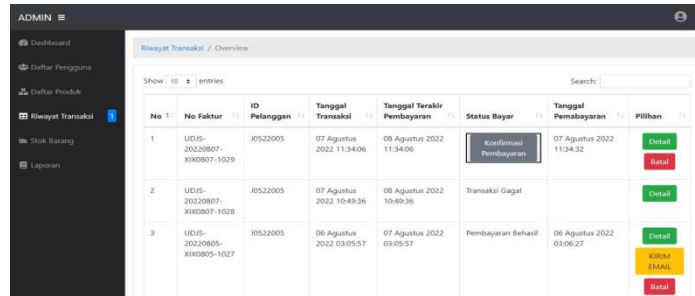 ADMIN
Dashboard
Daftar Pengguna
Daftar Produk
Riwayat Transaksi 1
Stok Barang
Laporan
Riwayat Transaksi / Overview
Show 10 entries
Search:
No
No Faktur
ID
Pelanggan
Tanggal
Transaksi
Tanggal Terakir
Pembayaran
Status Bayar
Tanggal
Pemabayaran
Pilihan
1
UDJS-
20220807-
XIX0807-1029
J0522005
07 Agustus
2022 11:34:06
08 Agustus 2022
11:34:06
Konfirmasi
Pembayaran
07 Agustus 2022
11:34:32
Detail
Batal
2
UDJS-
20220807-
XIX0807-1028
J0522005
07 Agustus
2022 10:49:36
08 Agustus 2022
10:49:36
Transaksi Gagal
Detail
3
UDJS-
20220805-
XIX0805-1027
J0522005
06 Agustus
2022 03:05:57
07 Agustus 2022
03:05:57
Pembayaran Behasil
06 Agustus 2022
03:06:27
Detail
KIRIM
EMAIL
Batal